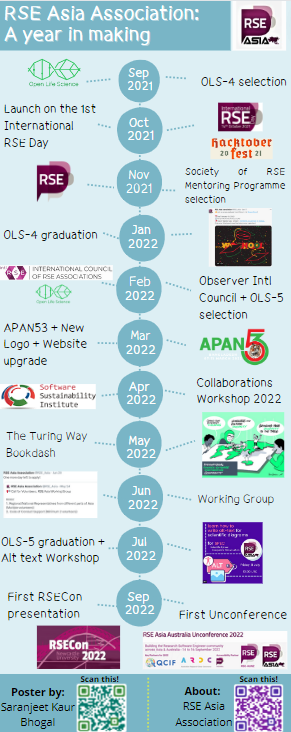 RSE Asia Association:
A year in making
RSE
ASIA
Open Life Science
Sep
2021
OLS-4 selection
Launch on the 1st
International
RSE Day
Oct
2021
International
RSE
Hacktober
fest
20
21
RSE
Nov
2021
Society of RSE
Mentoring Programme
selection
OLS-4 graduation
Jan
2022
INTERNATIONAL COUNCIL
OF RSE ASSOCIATIONS
Open Life Science
Feb
2022
Observer Intl
Council + OLS-5
selection
APAN53 + New
Logo + Website
upgrade
Mar
2022
APAN
53
Software
Sustainability
Institute
Apr
2022
Collaborations
Workshop 2022
The Turing Way
Bookdash
May
2022
Jun
2022
Working Group
OLS-5 graduation +
Alt text Workshop
Jul
2022
ALT
First RSECon
presentation
Sep
2022
First Unconference
RSECon
2022
RSE Asia Australia Unconference 2022
QCIF
ARDC
RSE
ASIA
Poster by:
Saranjeet Kaur
Bhogal
Scan this!
About:
RSE Asia
Association
Scan this!